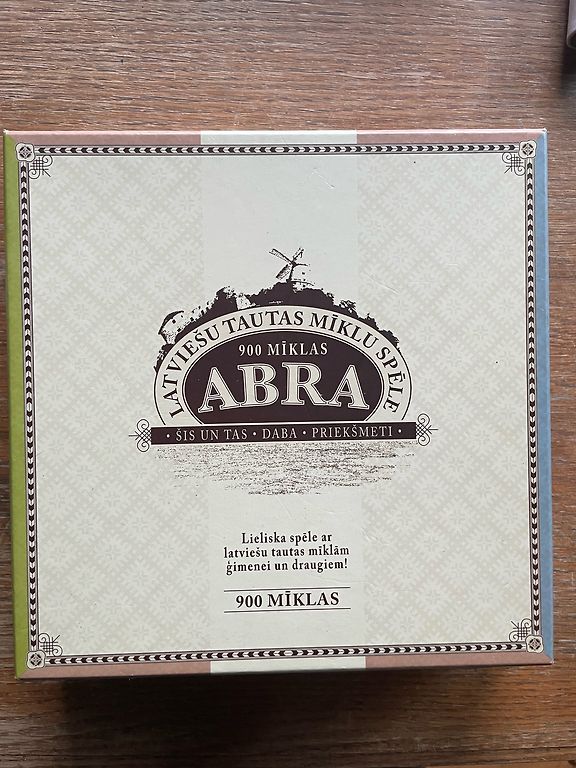 LATVIEŠU TAUTAS MĪKLU SPĒLE
900 MĪKLAS
ABRA
• ŠIS UN TAS • DABA • PRIEKŠMETI •
Lieliska spēle ar
latviešu tautas mīklām
ģimenei un draugiem!
900 MĪKLAS